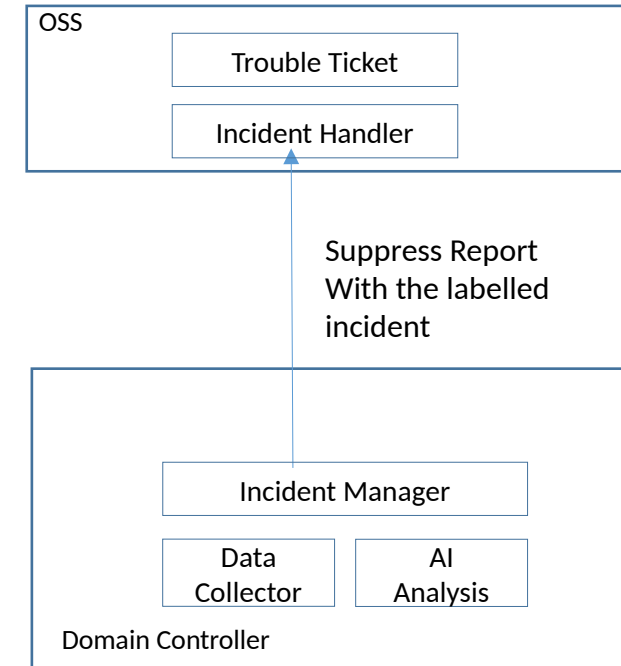 OSS
Trouble Ticket
Incident Handler
Suppress Report
With the labelled
incident
Incident Manager
Data
Collector
AI
Analysis
Domain Controller